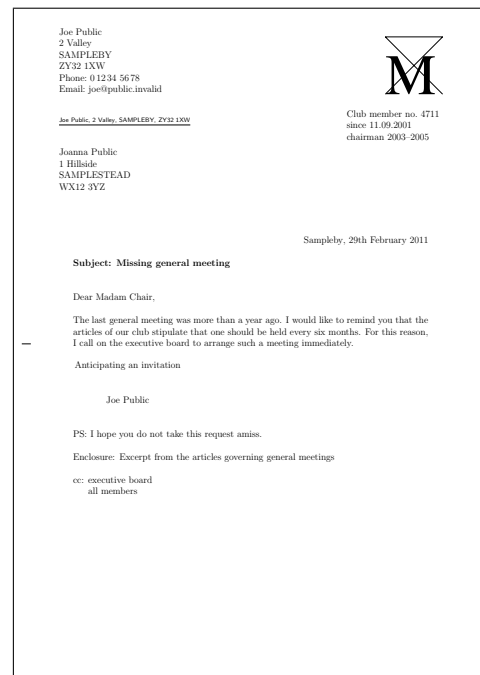 Joe Public
2 Valley
SAMPLEBY
ZY32 1XW
Phone: 01234 5678
Email: joe@public.invalid
M
Club member no. 4711
since 11.09.2001
chairman 2003–2005
Joe Public, 2 Valley, SAMPLEBY, ZY32 1XW
Joanna Public
1 Hillside
SAMPLESTEAD
WX12 3YZ
Sampleby, 29th February 2011
Subject: Missing general meeting
Dear Madam Chair,
The last general meeting was more than a year ago. I would like to remind you that the
articles of our club stipulate that one should be held every six months. For this reason,
I call on the executive board to arrange such a meeting immediately.
Anticipating an invitation
Joe Public
PS: I hope you do not take this request amiss.
Enclosure: Excerpt from the articles governing general meetings
cc: executive board
all members